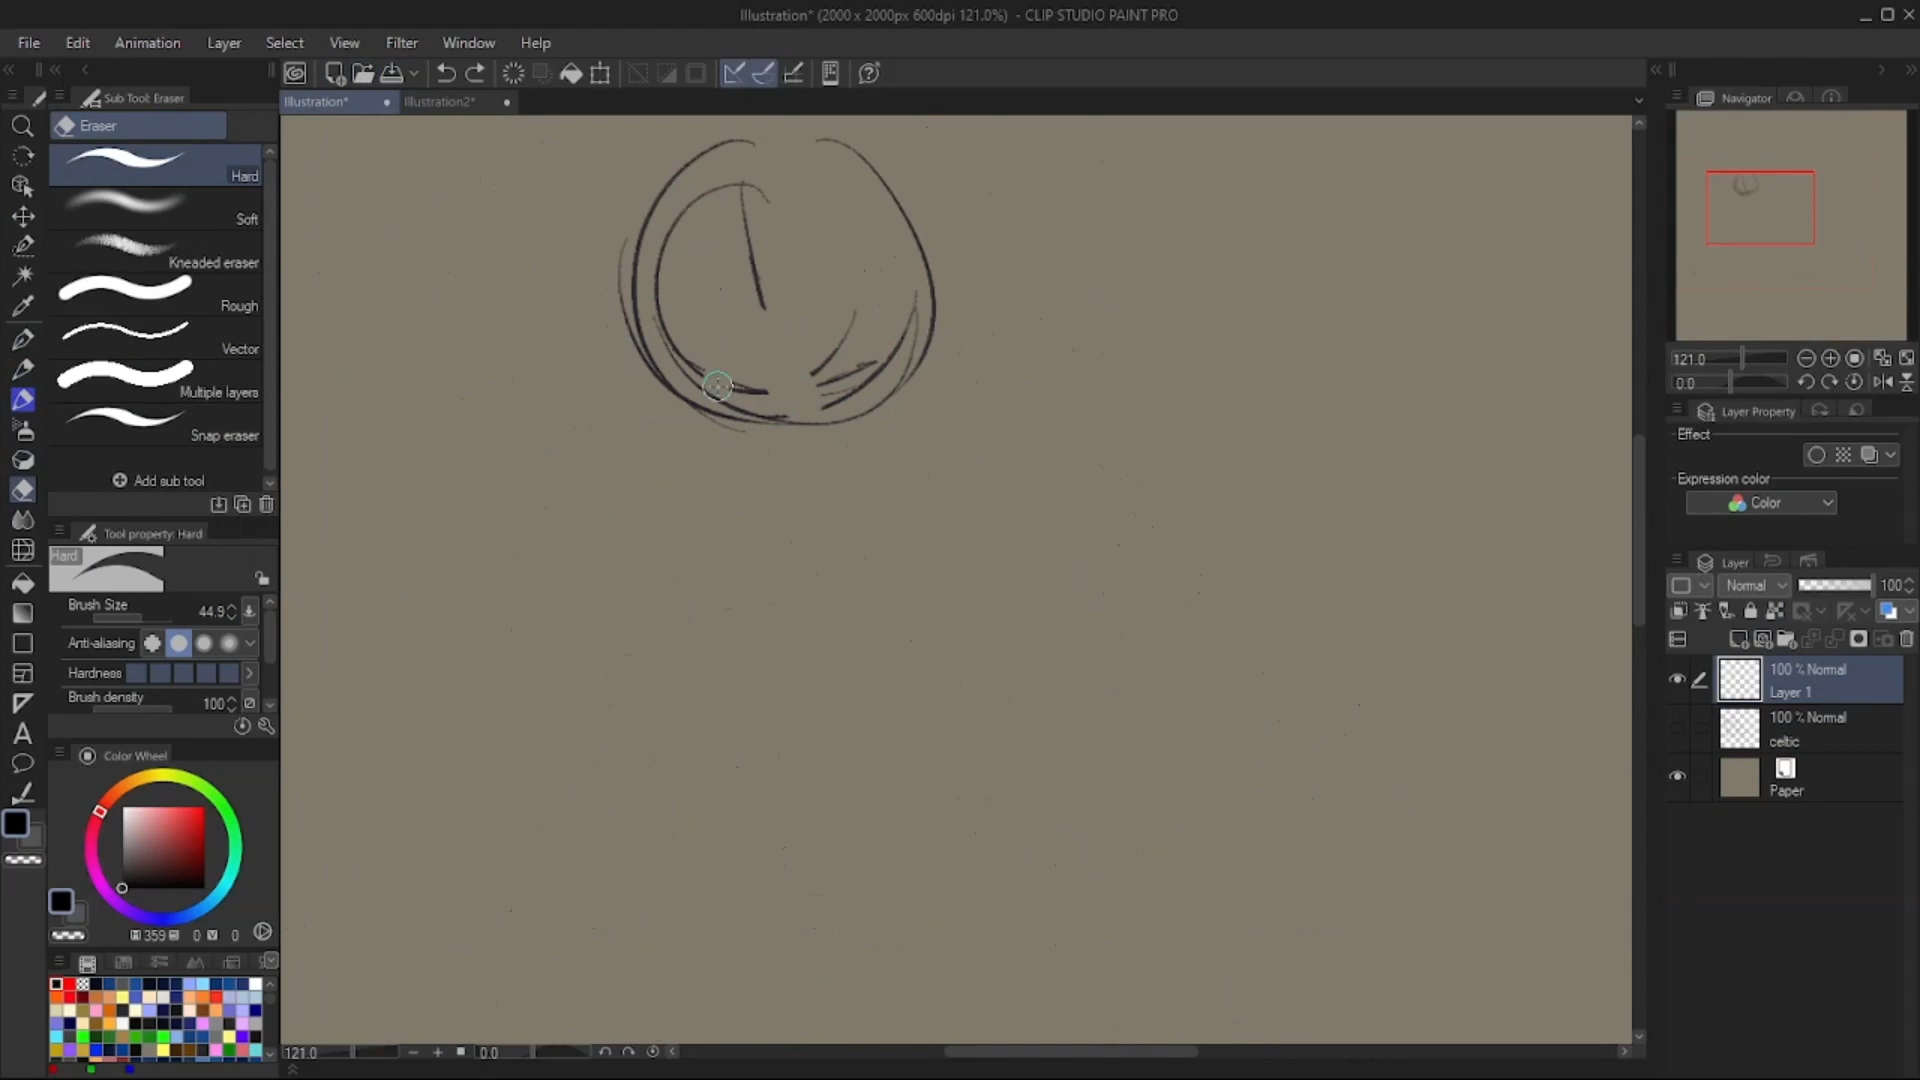 Illustration* (2000 x 2000px 600dpi 121.0%) - CLIP STUDIO PAINT PRO
File Edit Animation Layer Select View Filter Window Help
Sub Tool: Eraser
Illustration*
Illustration2*
Navigator
Eraser
Hard
Soft
Kneaded eraser
Rough
Vector
Multiple layers
Snap eraser
Add sub tool
Tool property: Hard
Hard
Brush Size 44.9
Anti-aliasing
Hardness
Brush density 100
Color Wheel
H 359 S 0 V 0
121.0
0.0
121.0
0.0
Layer Property
Effect
Expression color
Color
Layer
Normal 100
100 % Normal
Layer 1
100 % Normal
celtic
Paper